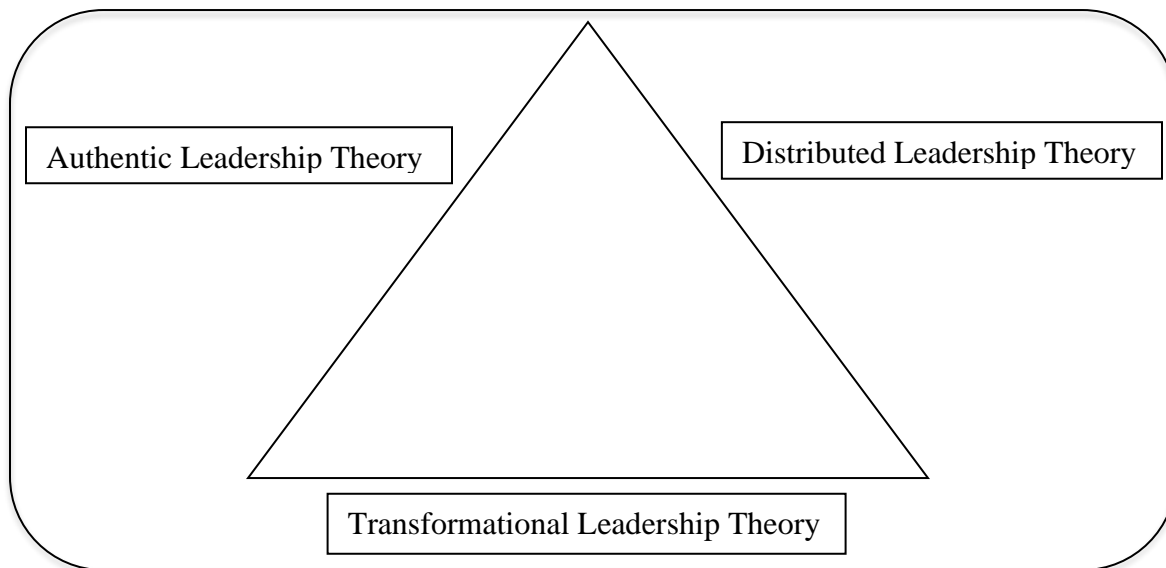 Authentic Leadership Theory
Distributed Leadership Theory
Transformational Leadership Theory